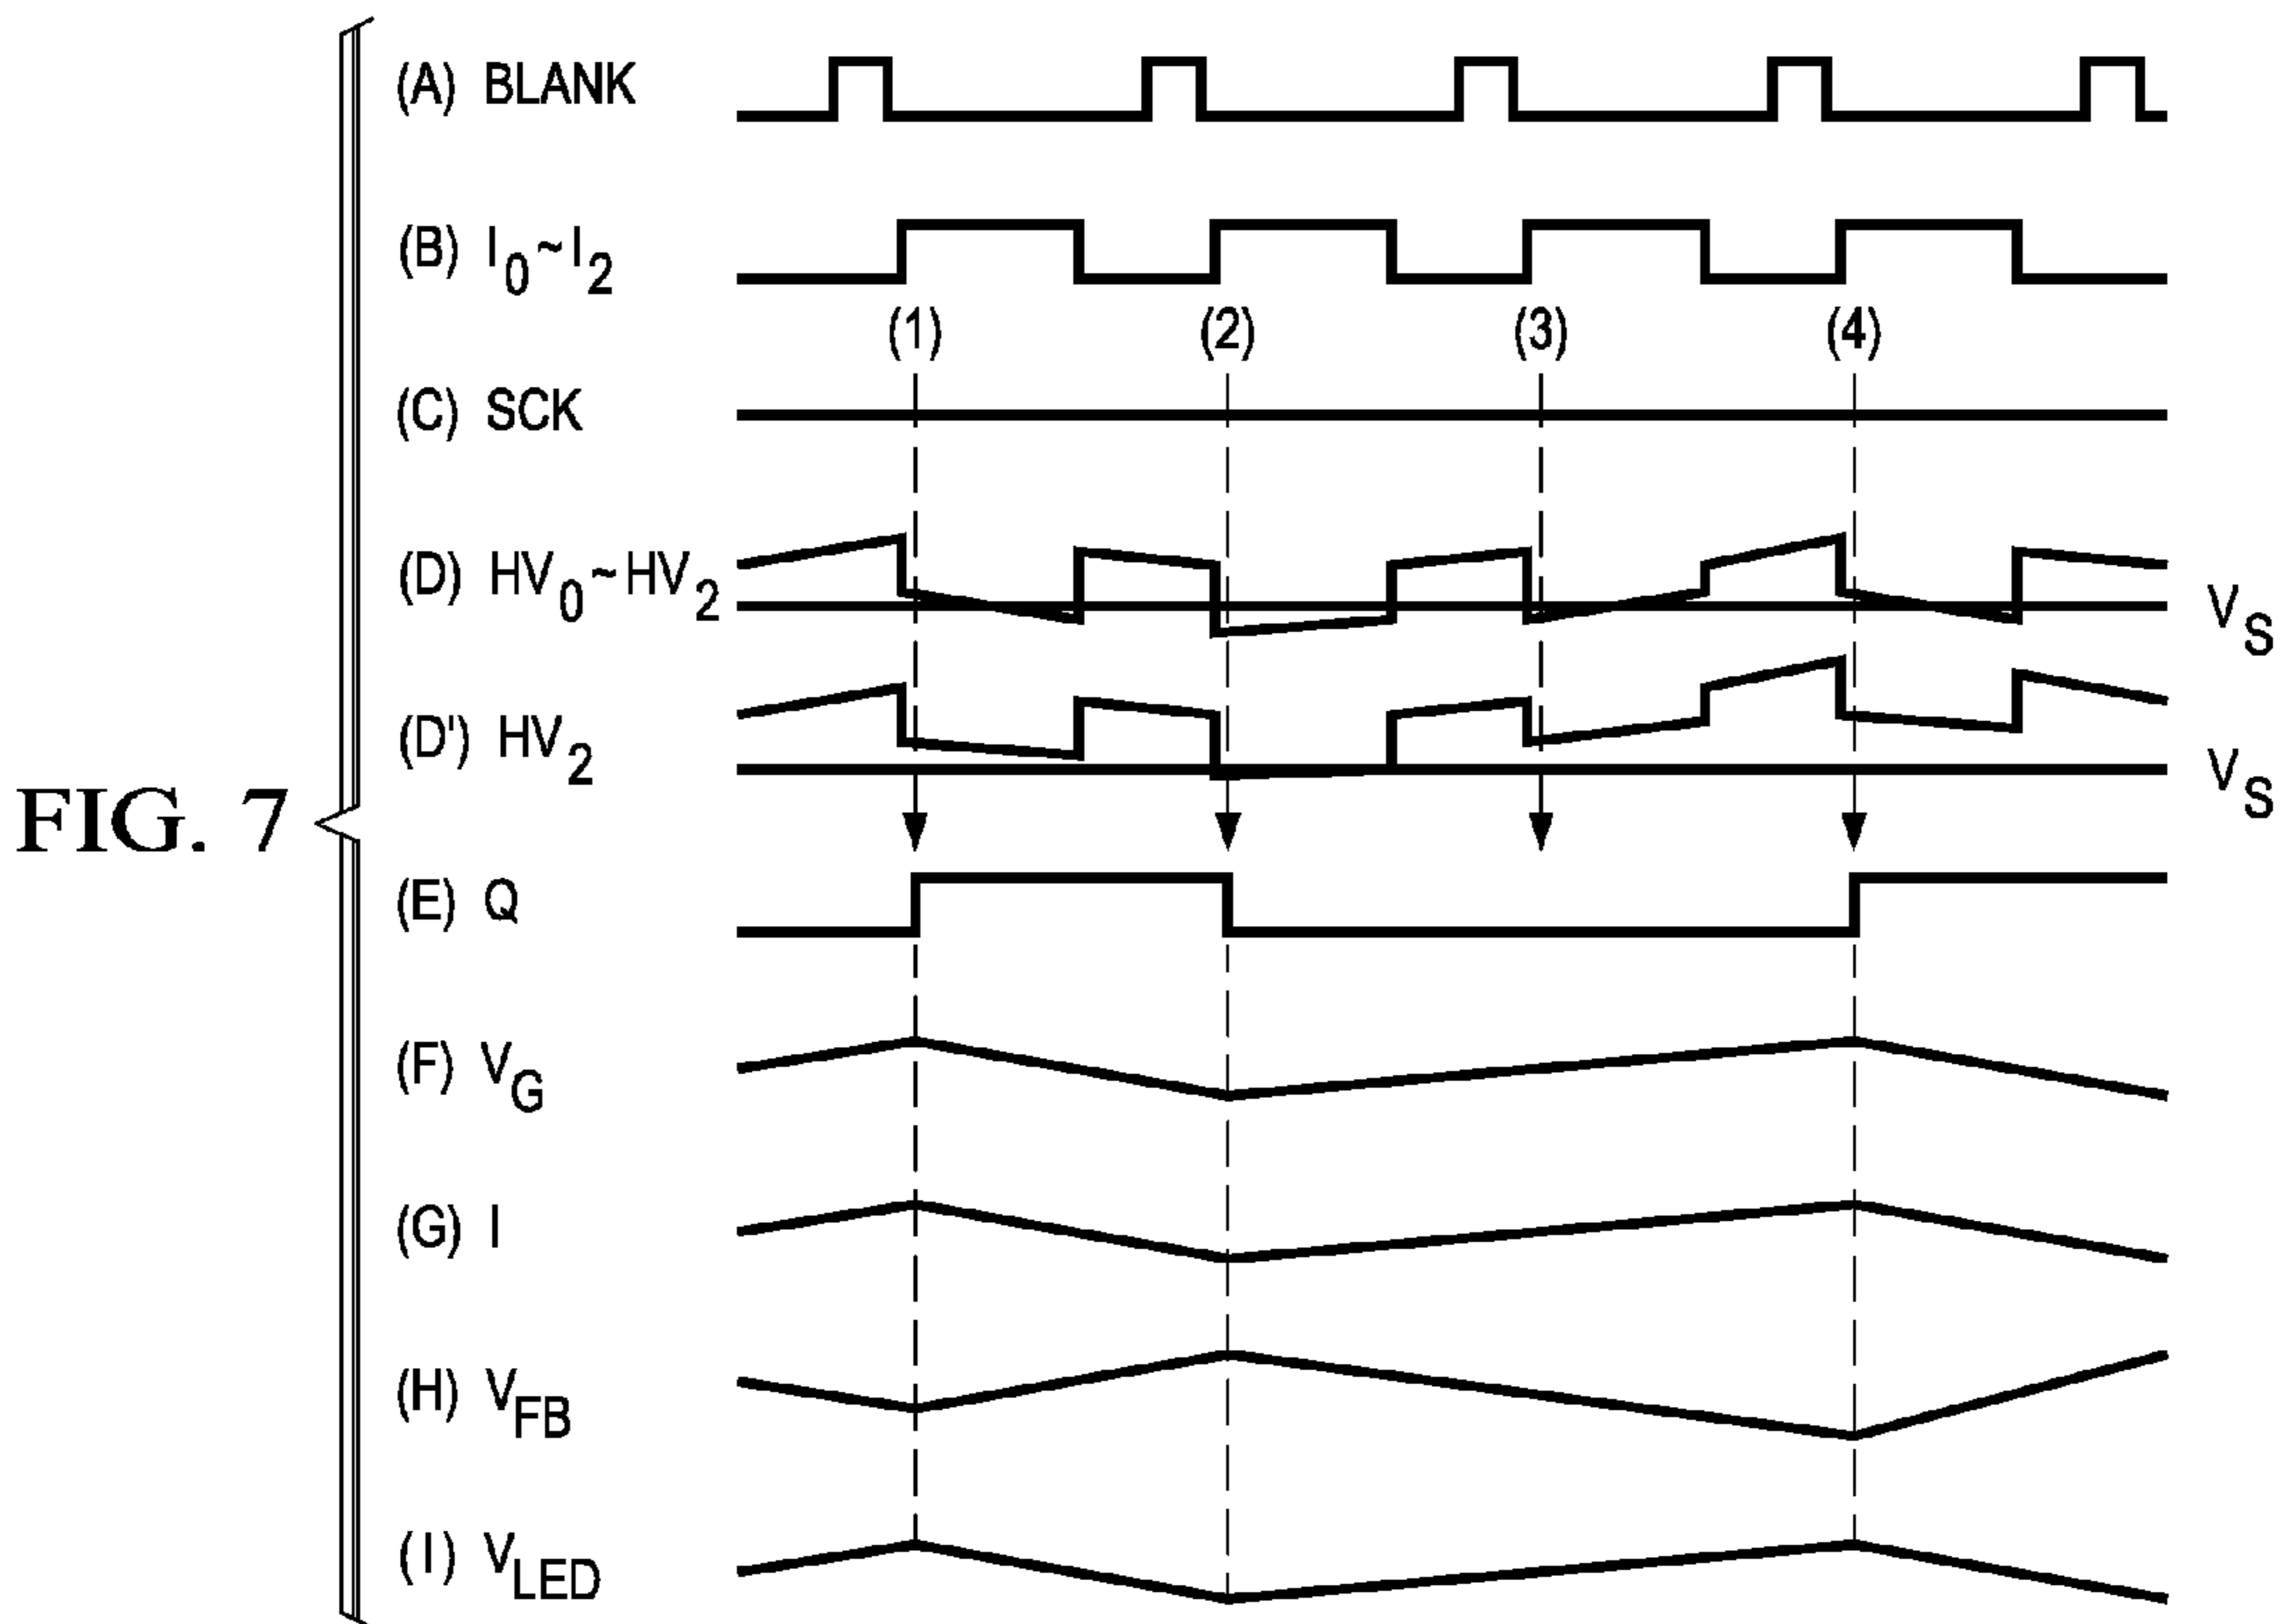 (A) BLANK
(B) I0~I2
(1) (2) (3) (4)
(C) SCK
(D) HV0~HV2
VS
(D') HV2
VS
FIG. 7
(E) Q
(F) VG
(G) I
(H) VFB
(I) VLED